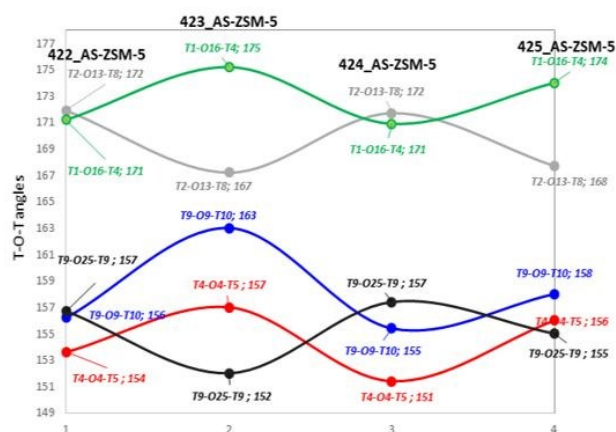 423_AS-ZSM-5
422_AS-ZSM-5
424_AS-ZSM-5
425_AS-ZSM-5
T-O-T angles
177
175
173
171
169
167
165
163
161
159
157
155
153
151
149
T2-O13-T8; 172
T1-O16-T4; 175
T2-O13-T8; 172
T1-O16-T4; 174
T1-O16-T4; 171
T2-O13-T8; 167
T1-O16-T4; 171
T2-O13-T8; 168
T9-O9-T10; 163
T9-O25-T9 ; 157
T9-O9-T10; 156
T4-O4-T5 ; 157
T9-O25-T9 ; 157
T9-O9-T10; 158
T4-O4-T5 ; 156
T9-O9-T10; 155
T9-O25-T9 ; 155
T4-O4-T5 ; 154
T9-O25-T9 ; 152
T4-O4-T5 ; 151
1
2
3
4